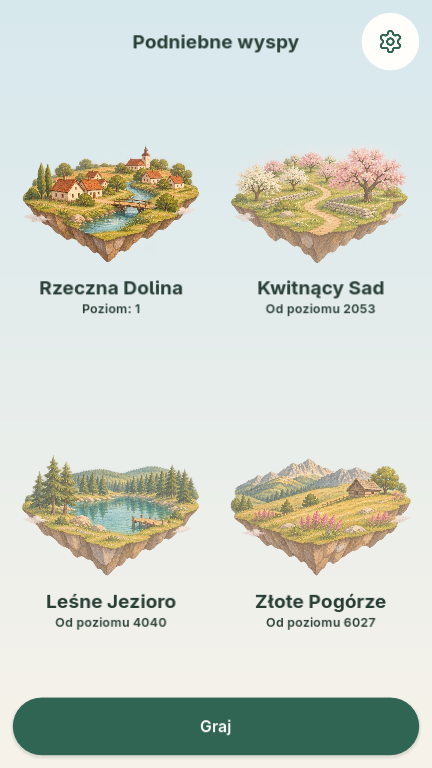 Podniebne wyspy
Rzeczna Dolina
Poziom: 1
Kwitnący Sad
Od poziomu 2053
Leśne Jezioro
Od poziomu 4040
Złote Pogórze
Od poziomu 6027
Graj